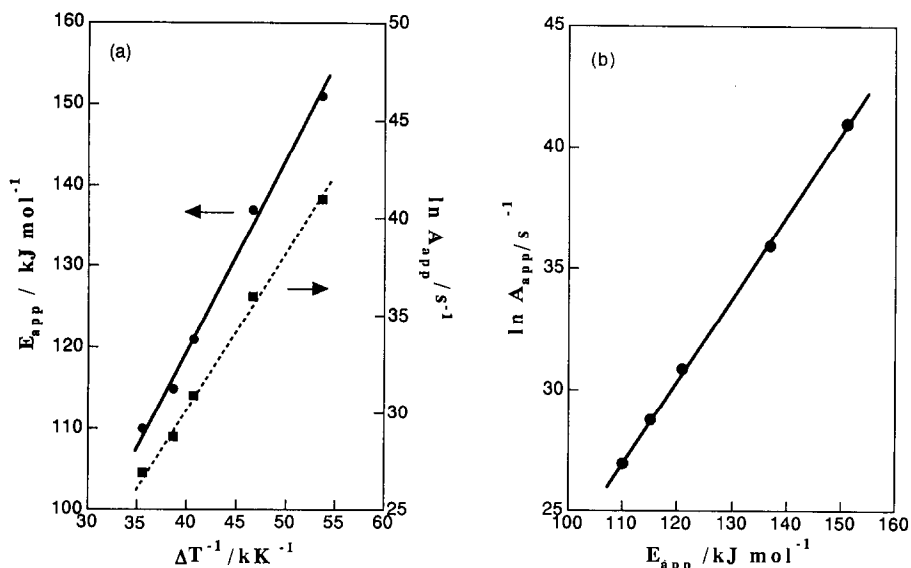 (a)
160
150
140
130
120
110
100
E_app / kJ mol^-1
50
45
40
35
30
25
ln A_app / s^-1
30 35 40 45 50 55 60
ΔT^-1 / kK^-1
(b)
45
40
35
30
25
ln A_app / s^-1
100 110 120 130 140 150 160
E_app / kJ mol^-1